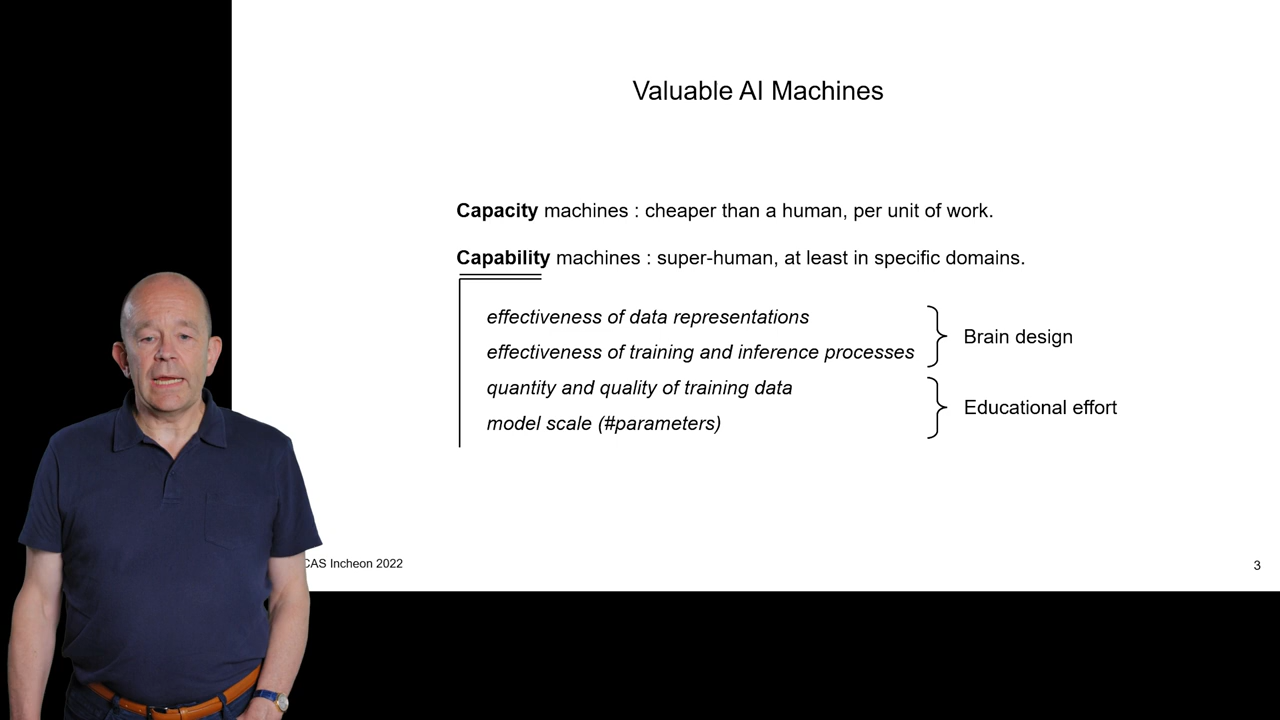 Valuable AI Machines
Capacity machines : cheaper than a human, per unit of work.
Capability machines : super-human, at least in specific domains.
effectiveness of data representations
effectiveness of training and inference processes
Brain design
quantity and quality of training data
model scale (#parameters)
Educational effort
CAS Incheon 2022
3